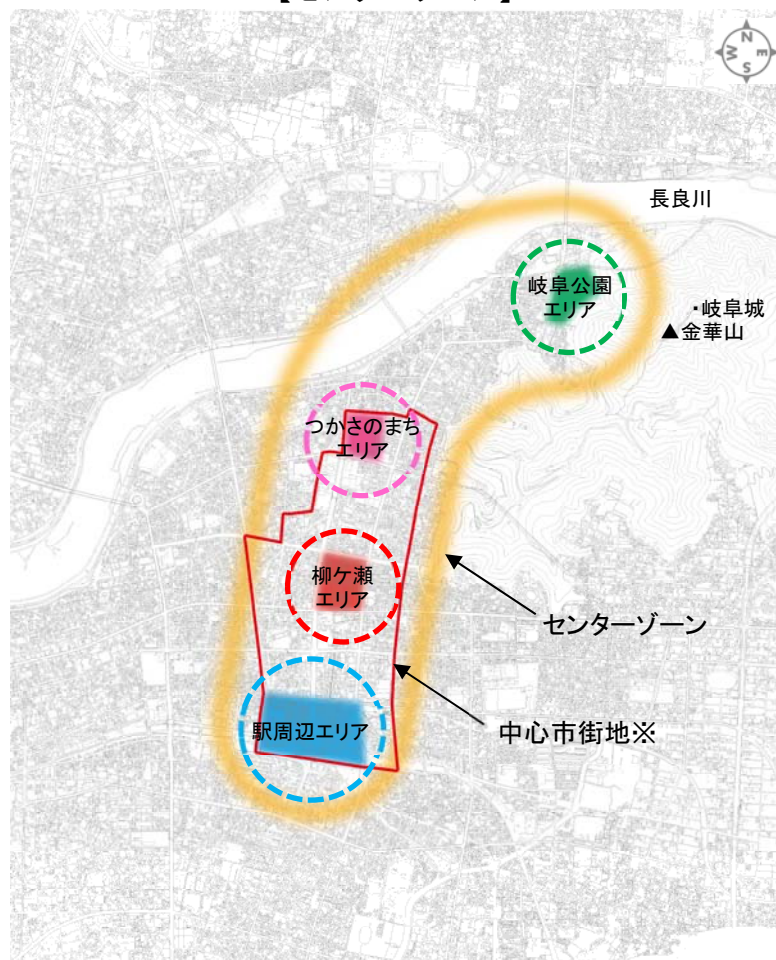 N
W
E
S
長良川
岐阜公園
エリア
・岐阜城
▲金華山
つかさのまち
エリア
柳ケ瀬
エリア
センターゾーン
駅周辺エリア
中心市街地※